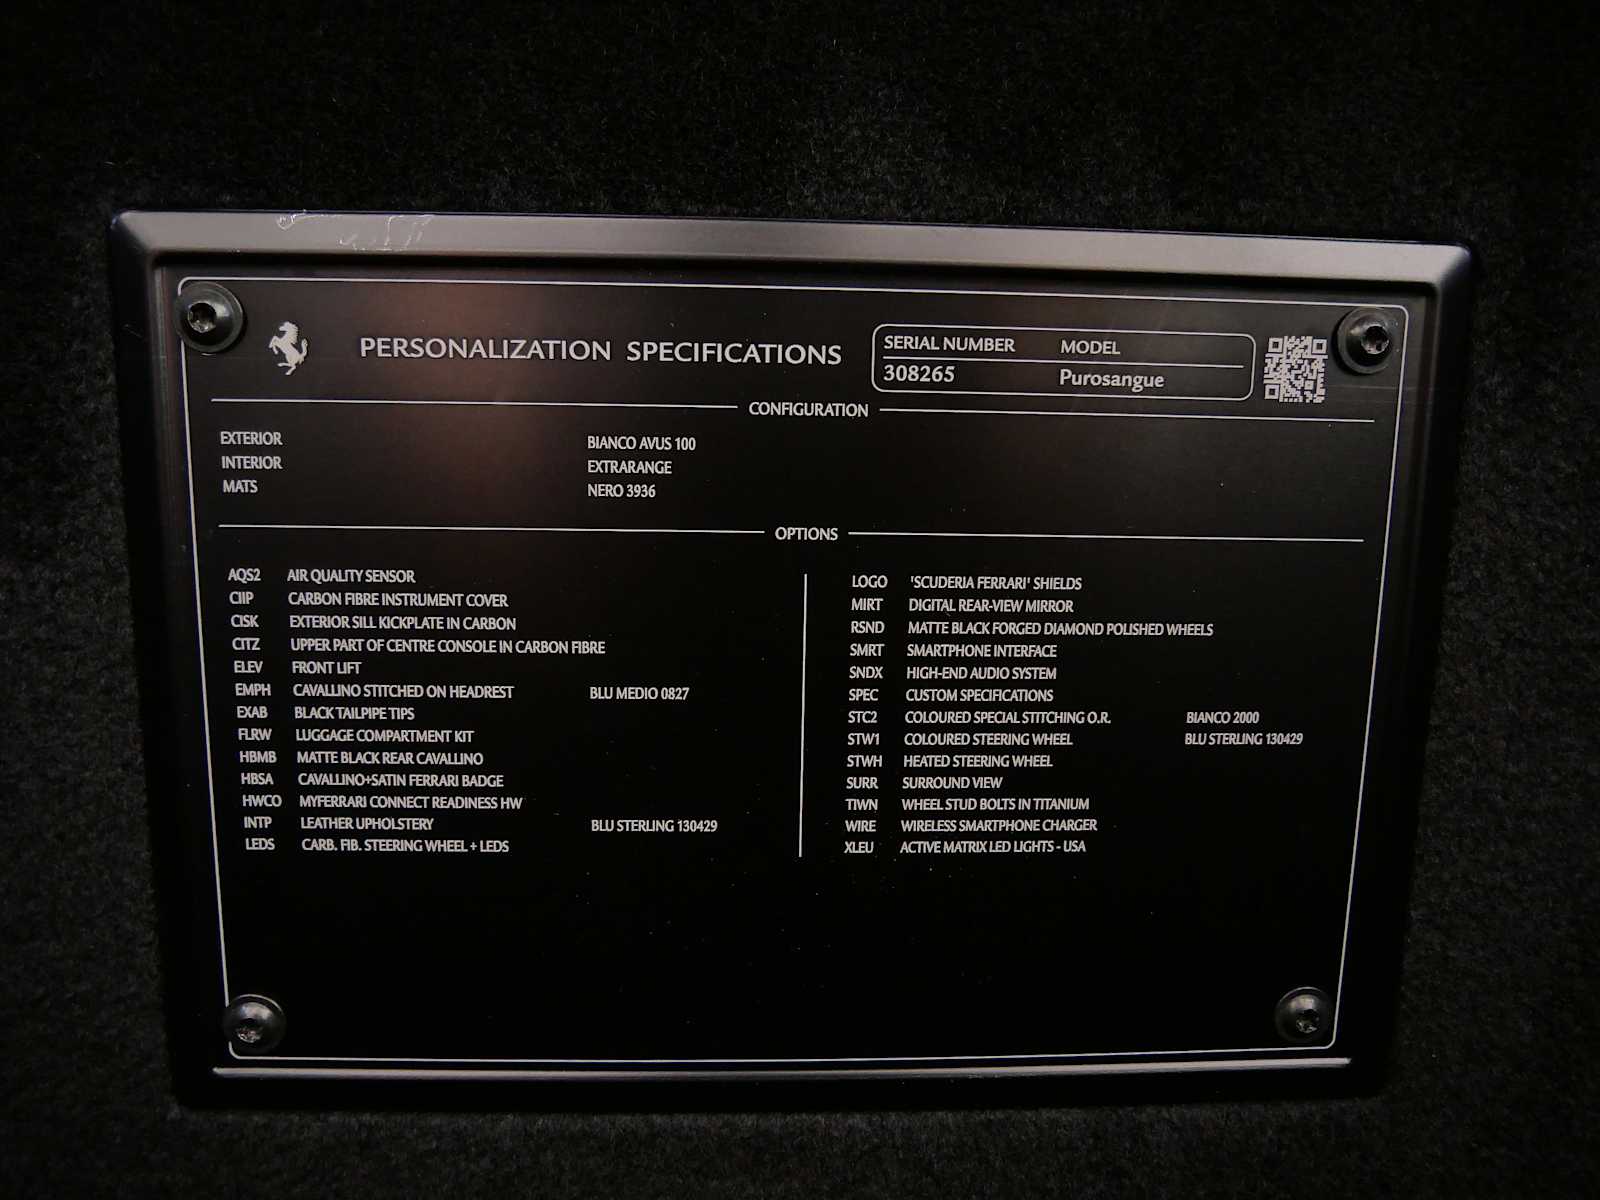 PERSONALIZATION SPECIFICATIONS
SERIAL NUMBER MODEL
308265 Purosangue
CONFIGURATION
EXTERIOR BIANCO AVUS 100
INTERIOR EXTRARANGE
MATS NERO 3936
OPTIONS
AQS2 AIR QUALITY SENSOR
CIIP CARBON FIBRE INSTRUMENT COVER
CISK EXTERIOR SILL KICKPLATE IN CARBON
CITZ UPPER PART OF CENTRE CONSOLE IN CARBON FIBRE
ELEV FRONT LIFT
EMPH CAVALLINO STITCHED ON HEADREST BLU MEDIO 0827
EXAB BLACK TAILPIPE TIPS
FLRW LUGGAGE COMPARTMENT KIT
HBMB MATTE BLACK REAR CAVALLINO
HBSA CAVALLINO+SATIN FERRARI BADGE
HWCO MYFERRARI CONNECT READINESS HW
INTP LEATHER UPHOLSTERY BLU STERLING 130429
LEDS CARB. FIB. STEERING WHEEL + LEDS
LOGO 'SCUDERIA FERRARI' SHIELDS
MIRT DIGITAL REAR-VIEW MIRROR
RSND MATTE BLACK FORGED DIAMOND POLISHED WHEELS
SMRT SMARTPHONE INTERFACE
SNDX HIGH-END AUDIO SYSTEM
SPEC CUSTOM SPECIFICATIONS
STC2 COLOURED SPECIAL STITCHING O.R. BIANCO 2000
STW1 COLOURED STEERING WHEEL BLU STERLING 130429
STWH HEATED STEERING WHEEL
SURR SURROUND VIEW
TIWN WHEEL STUD BOLTS IN TITANIUM
WIRE WIRELESS SMARTPHONE CHARGER
XLEU ACTIVE MATRIX LED LIGHTS - USA